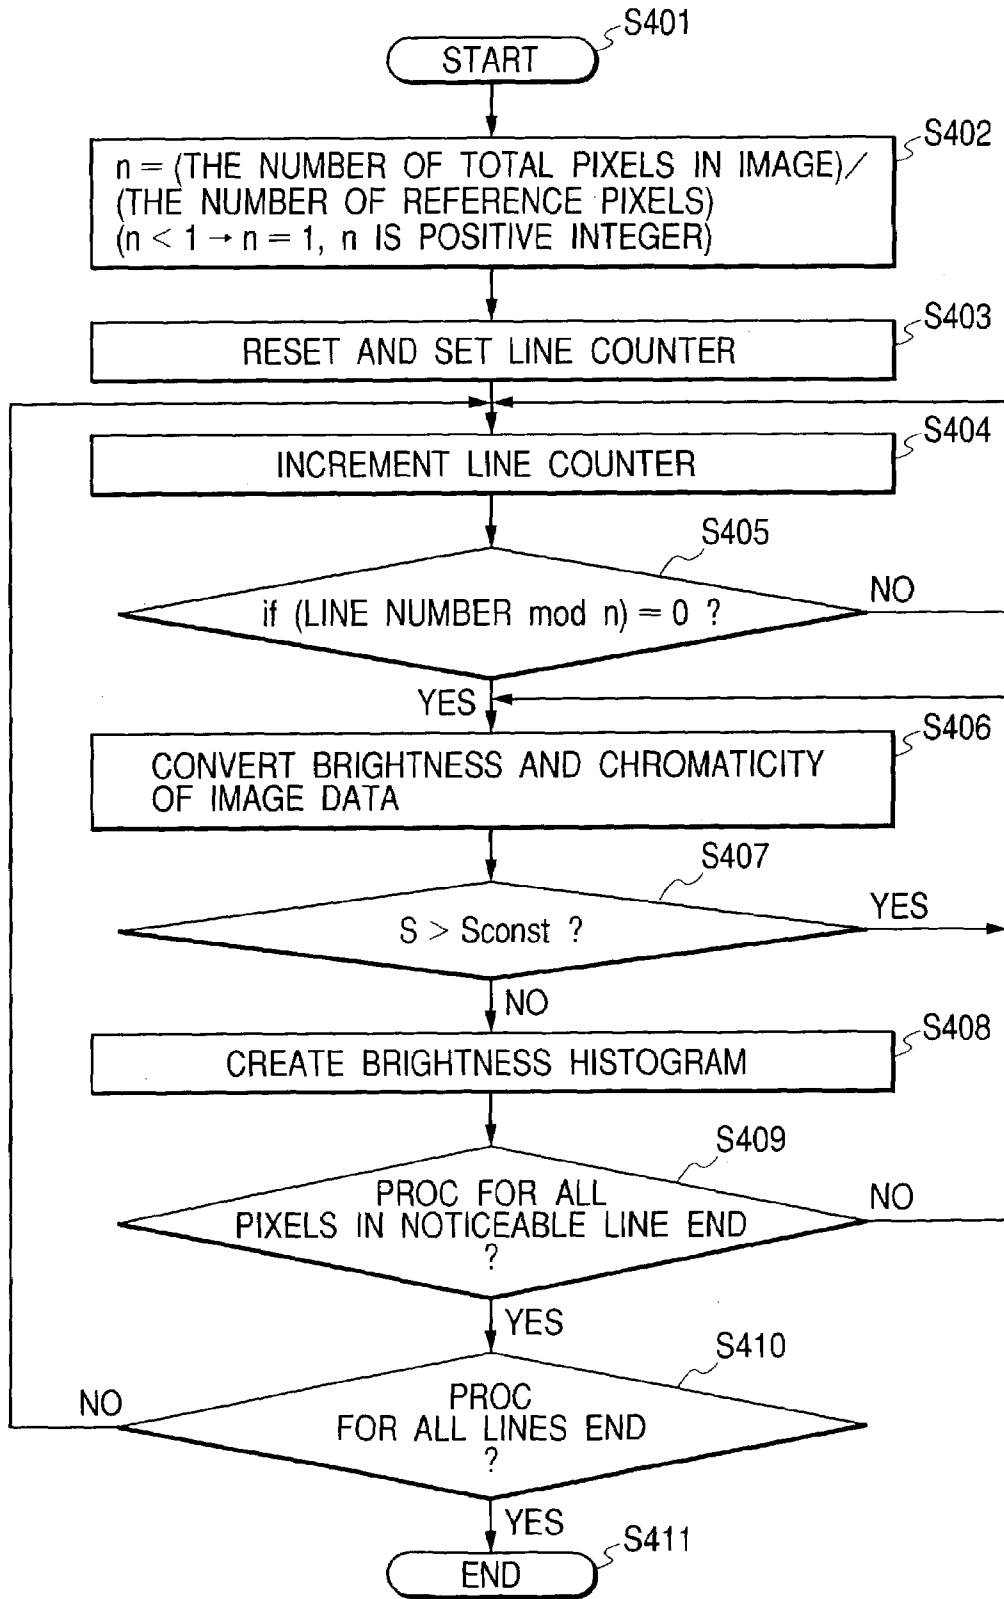 S401
START
S402
n = (THE NUMBER OF TOTAL PIXELS IN IMAGE)/
(THE NUMBER OF REFERENCE PIXELS)
(n < 1 → n = 1, n IS POSITIVE INTEGER)
S403
RESET AND SET LINE COUNTER
S404
INCREMENT LINE COUNTER
S405
if (LINE NUMBER mod n) = 0 ?
NO
YES
S406
CONVERT BRIGHTNESS AND CHROMATICITY
OF IMAGE DATA
S407
S > Sconst ?
YES
NO
S408
CREATE BRIGHTNESS HISTOGRAM
S409
PROC FOR ALL
PIXELS IN NOTICEABLE LINE END
?
NO
YES
S410
PROC
FOR ALL LINES END
?
NO
YES
S411
END